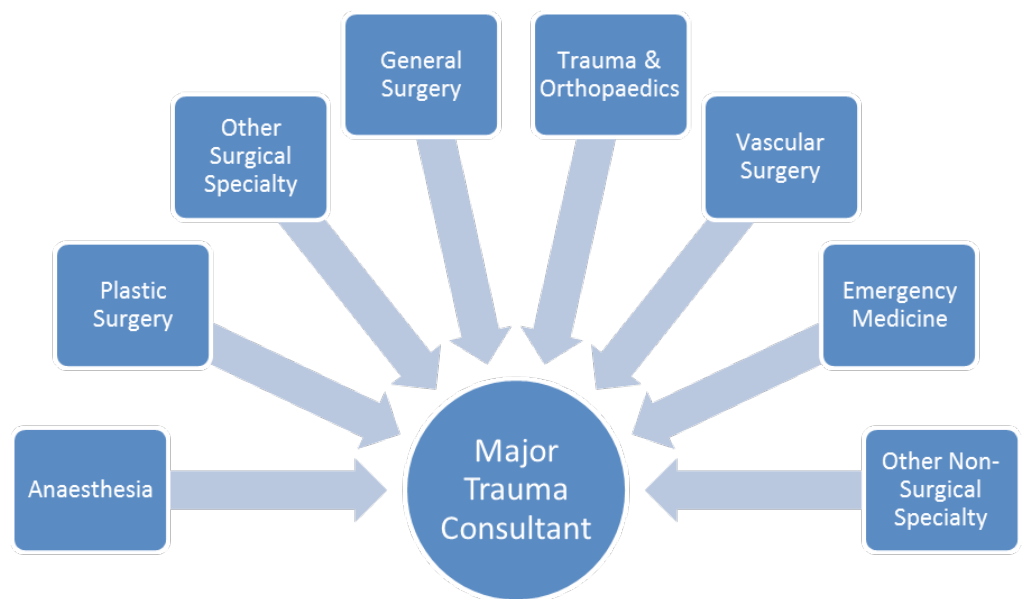 General
Surgery
Trauma &
Orthopaedics
Other
Surgical
Specialty
Vascular
Surgery
Plastic
Surgery
Emergency
Medicine
Anaesthesia
Major
Trauma
Consultant
Other Non-
Surgical
Specialty